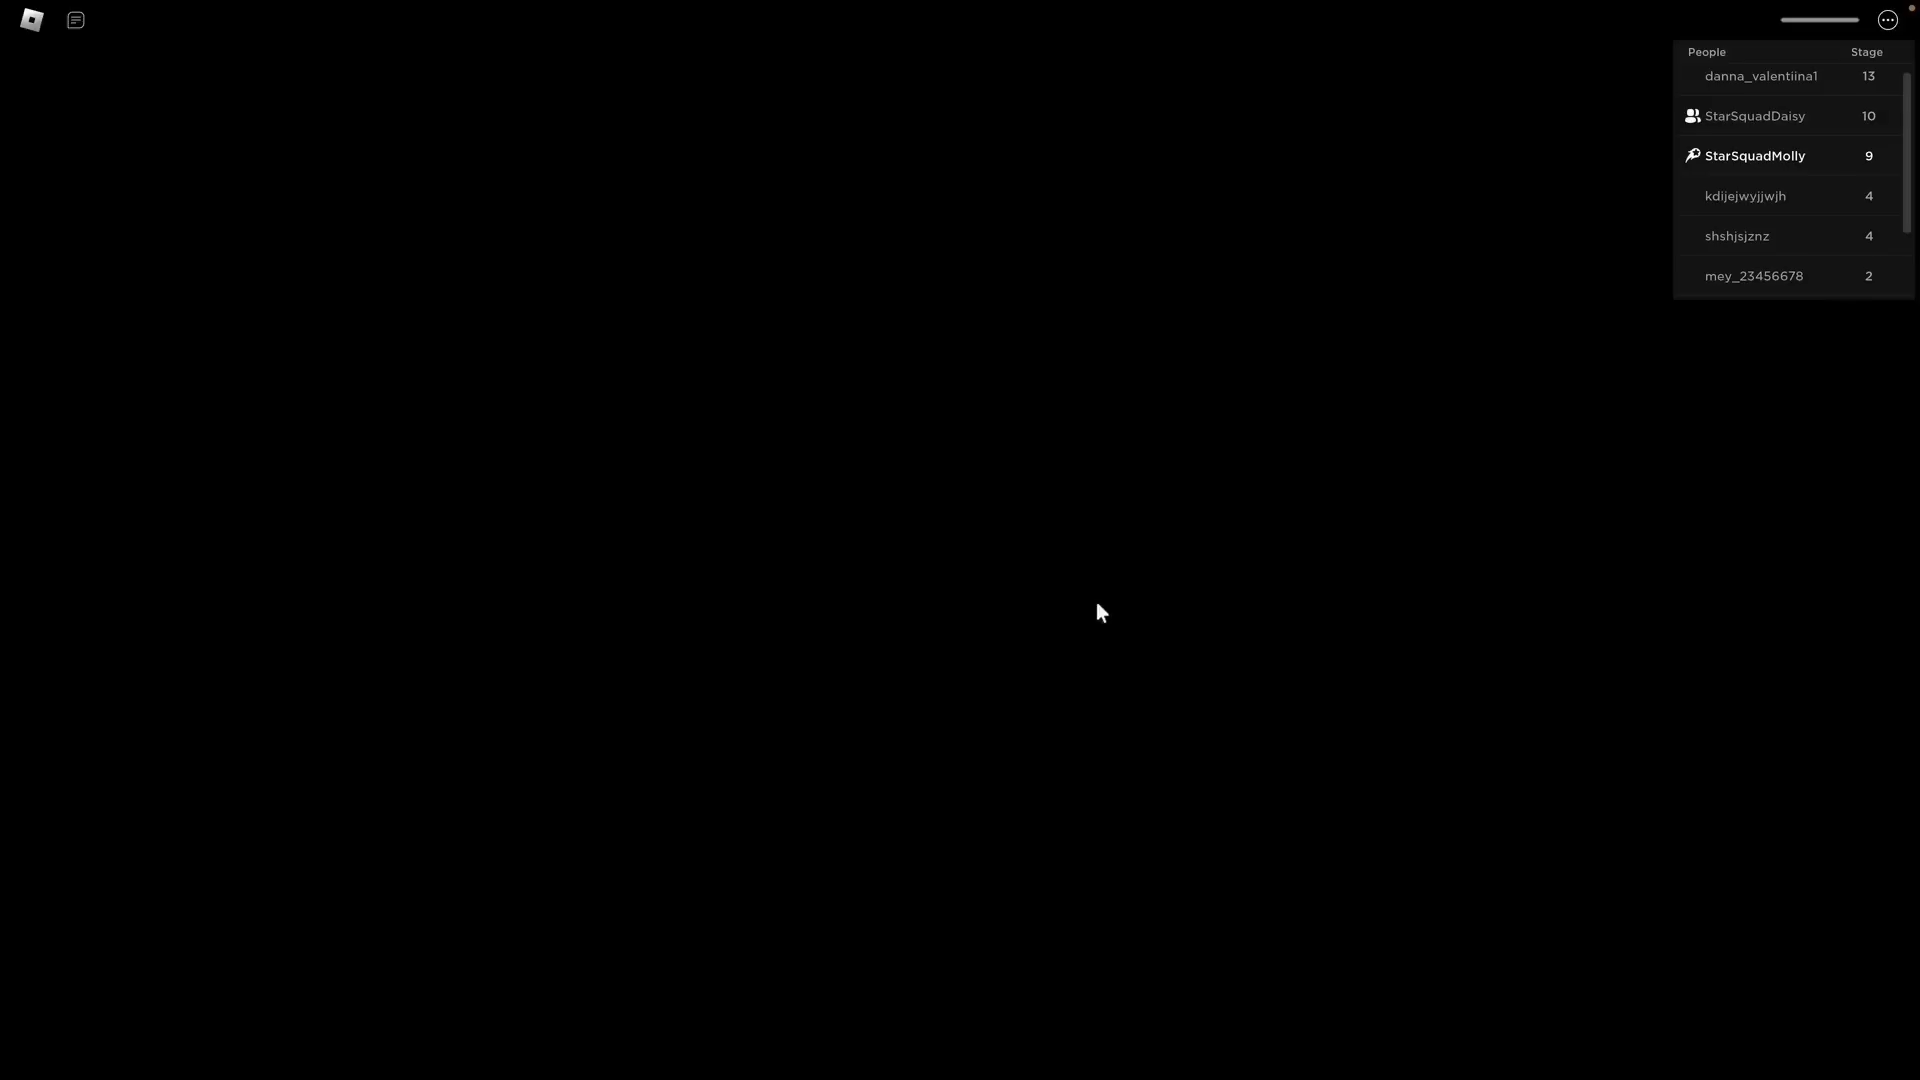 People Stage
danna_valentiina1 13
StarSquadDaisy 10
StarSquadMolly 9
kdijejwyjjwjh 4
shshjsjznz 4
mey_23456678 2